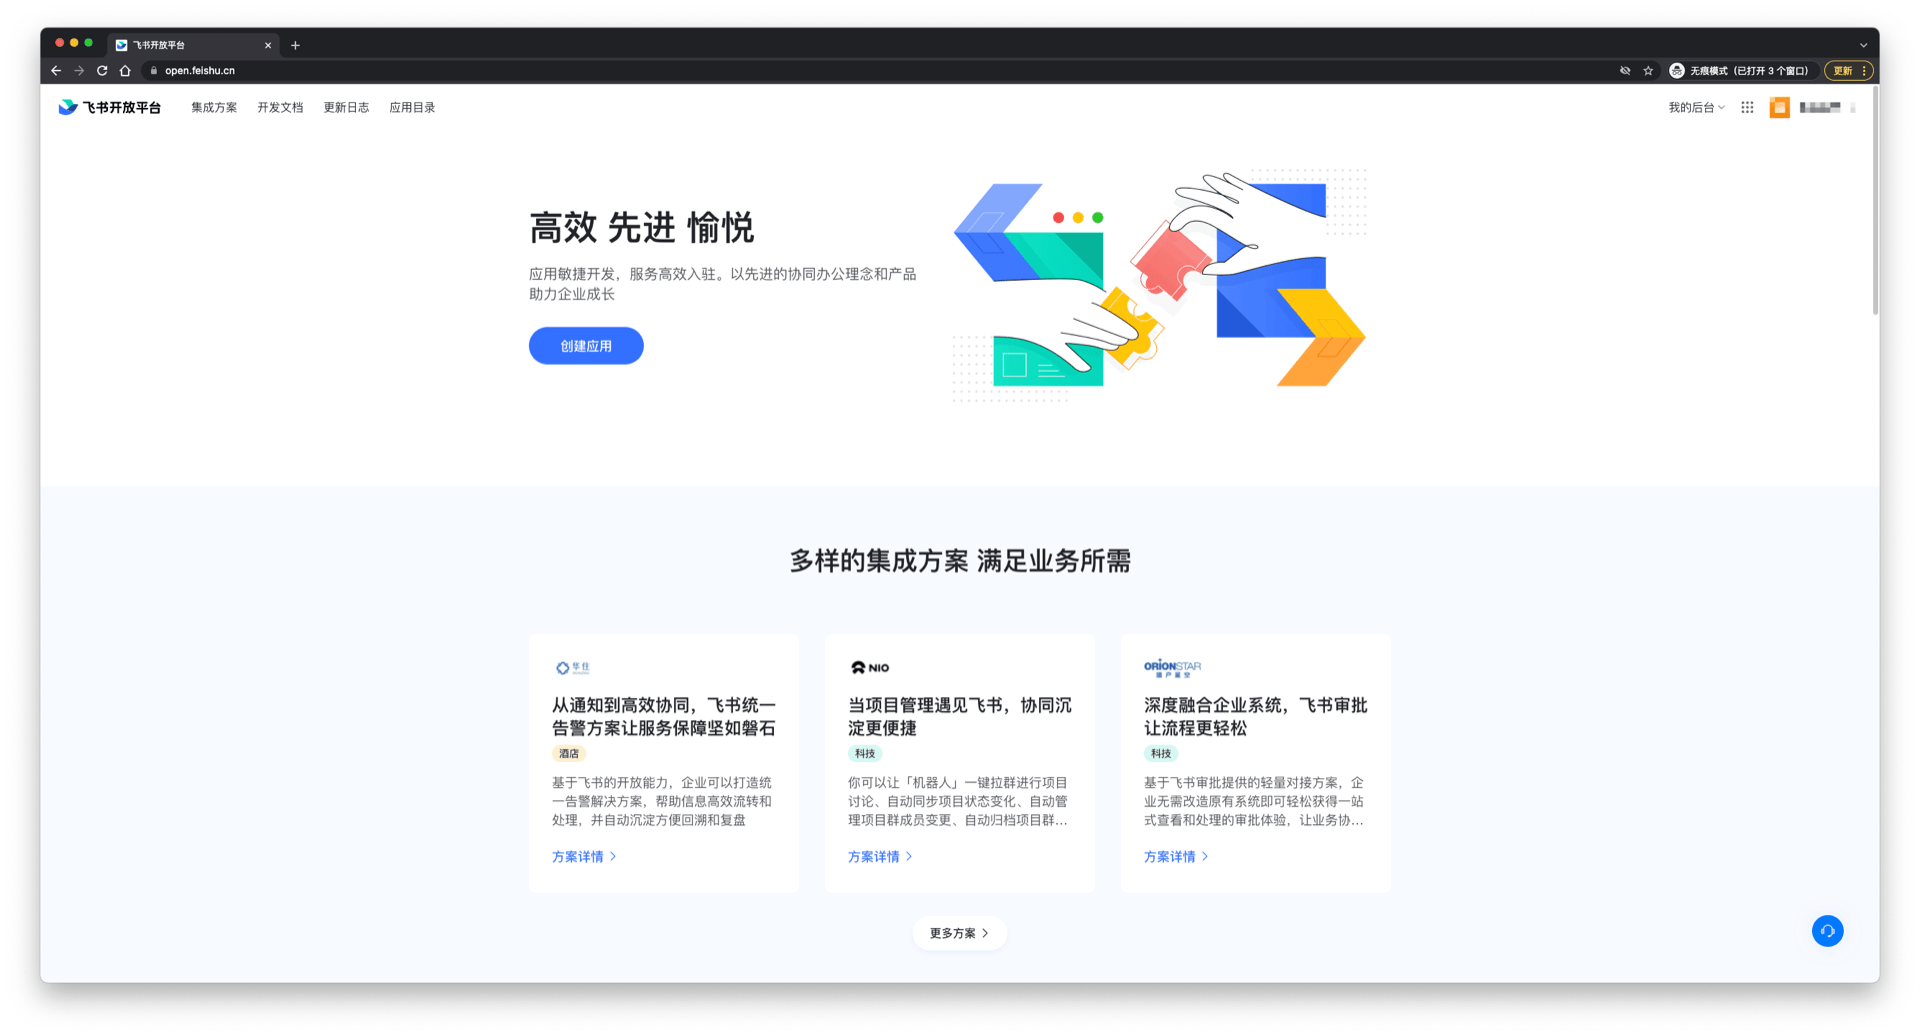 飞书开放平台
open.feishu.cn
无痕模式（已打开 3 个窗口）
更新
飞书开放平台
集成方案
开发文档
更新日志
应用目录
我的后台
高效 先进 愉悦
应用敏捷开发，服务高效入驻。以先进的协同办公理念和产品
助力企业成长
创建应用
多样的集成方案 满足业务所需
华住
从通知到高效协同，飞书统一
告警方案让服务保障坚如磐石
酒店
基于飞书的开放能力，企业可以打造统
一告警解决方案，帮助信息高效流转和
处理，并自动沉淀方便回溯和复盘
方案详情
NIO
当项目管理遇见飞书，协同沉
淀更便捷
科技
你可以让「机器人」一键拉群进行项目
讨论、自动同步项目状态变化、自动管
理项目群成员变更、自动归档项目群...
方案详情
ORIONSTAR
猎户星空
深度融合企业系统，飞书审批
让流程更轻松
科技
基于飞书审批提供的轻量对接方案，企
业无需改造原有系统即可轻松获得一站
式查看和处理的审批体验，让业务协...
方案详情
更多方案